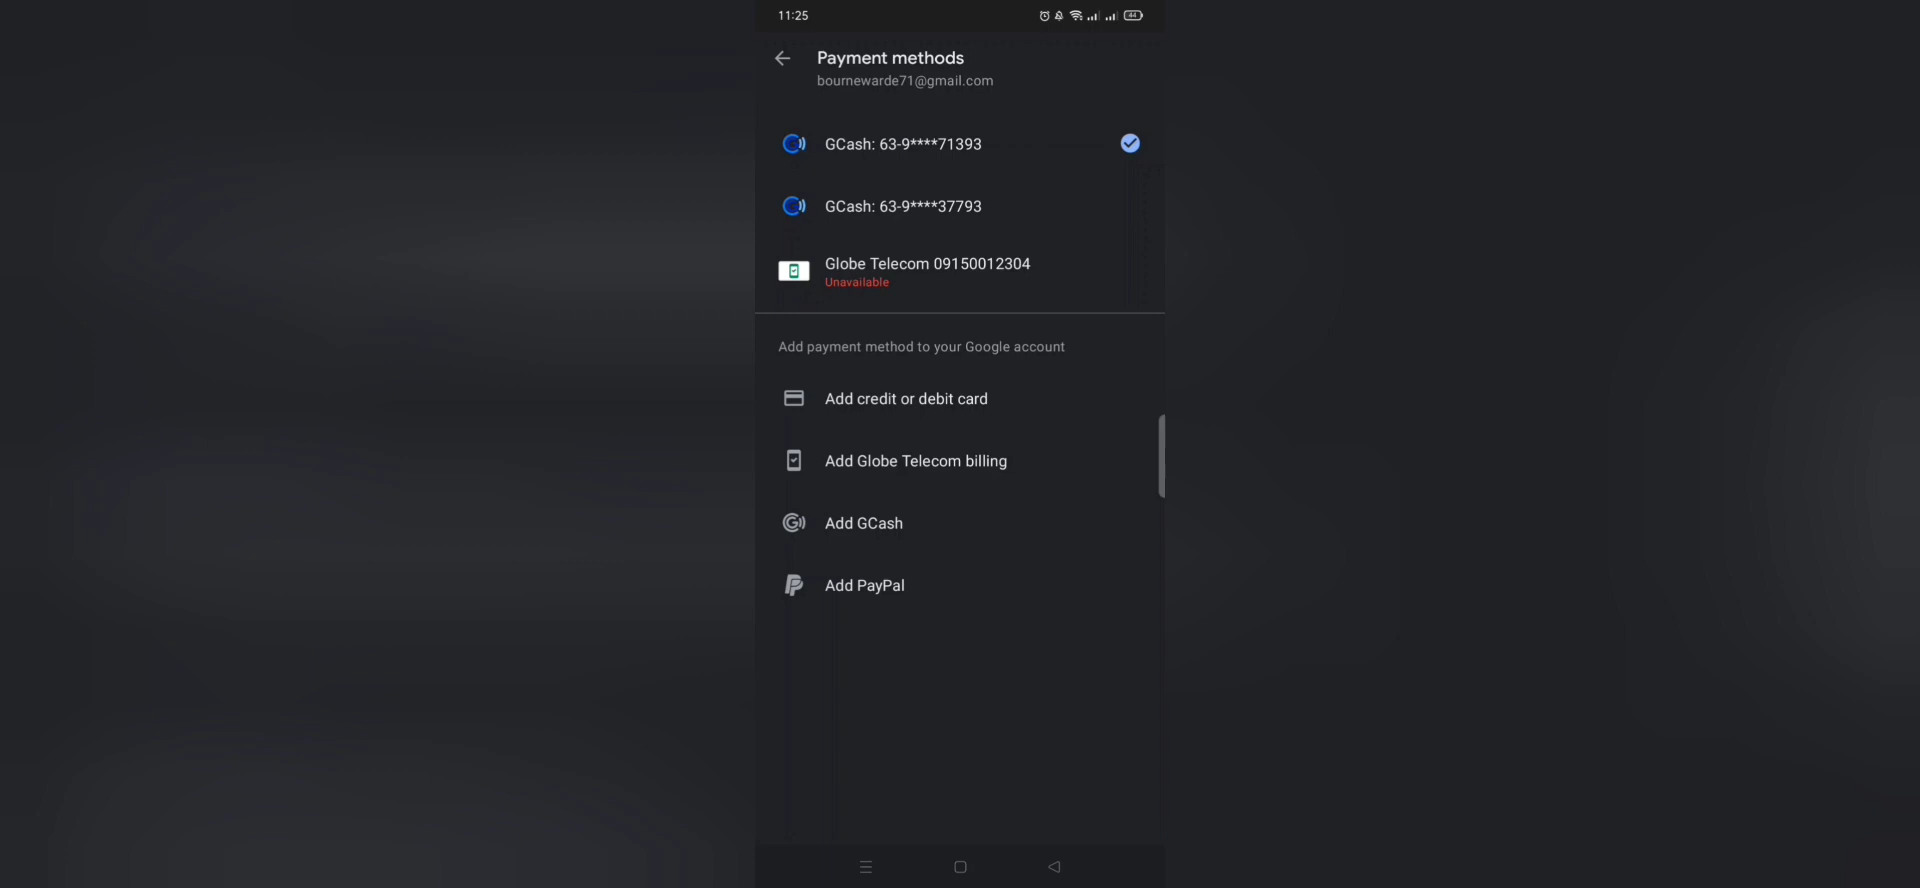 11:25
44
Payment methods
bournewarde71@gmail.com
GCash: 63-9****71393
GCash: 63-9****37793
Globe Telecom 09150012304
Unavailable
Add payment method to your Google account
Add credit or debit card
Add Globe Telecom billing
Add GCash
Add PayPal